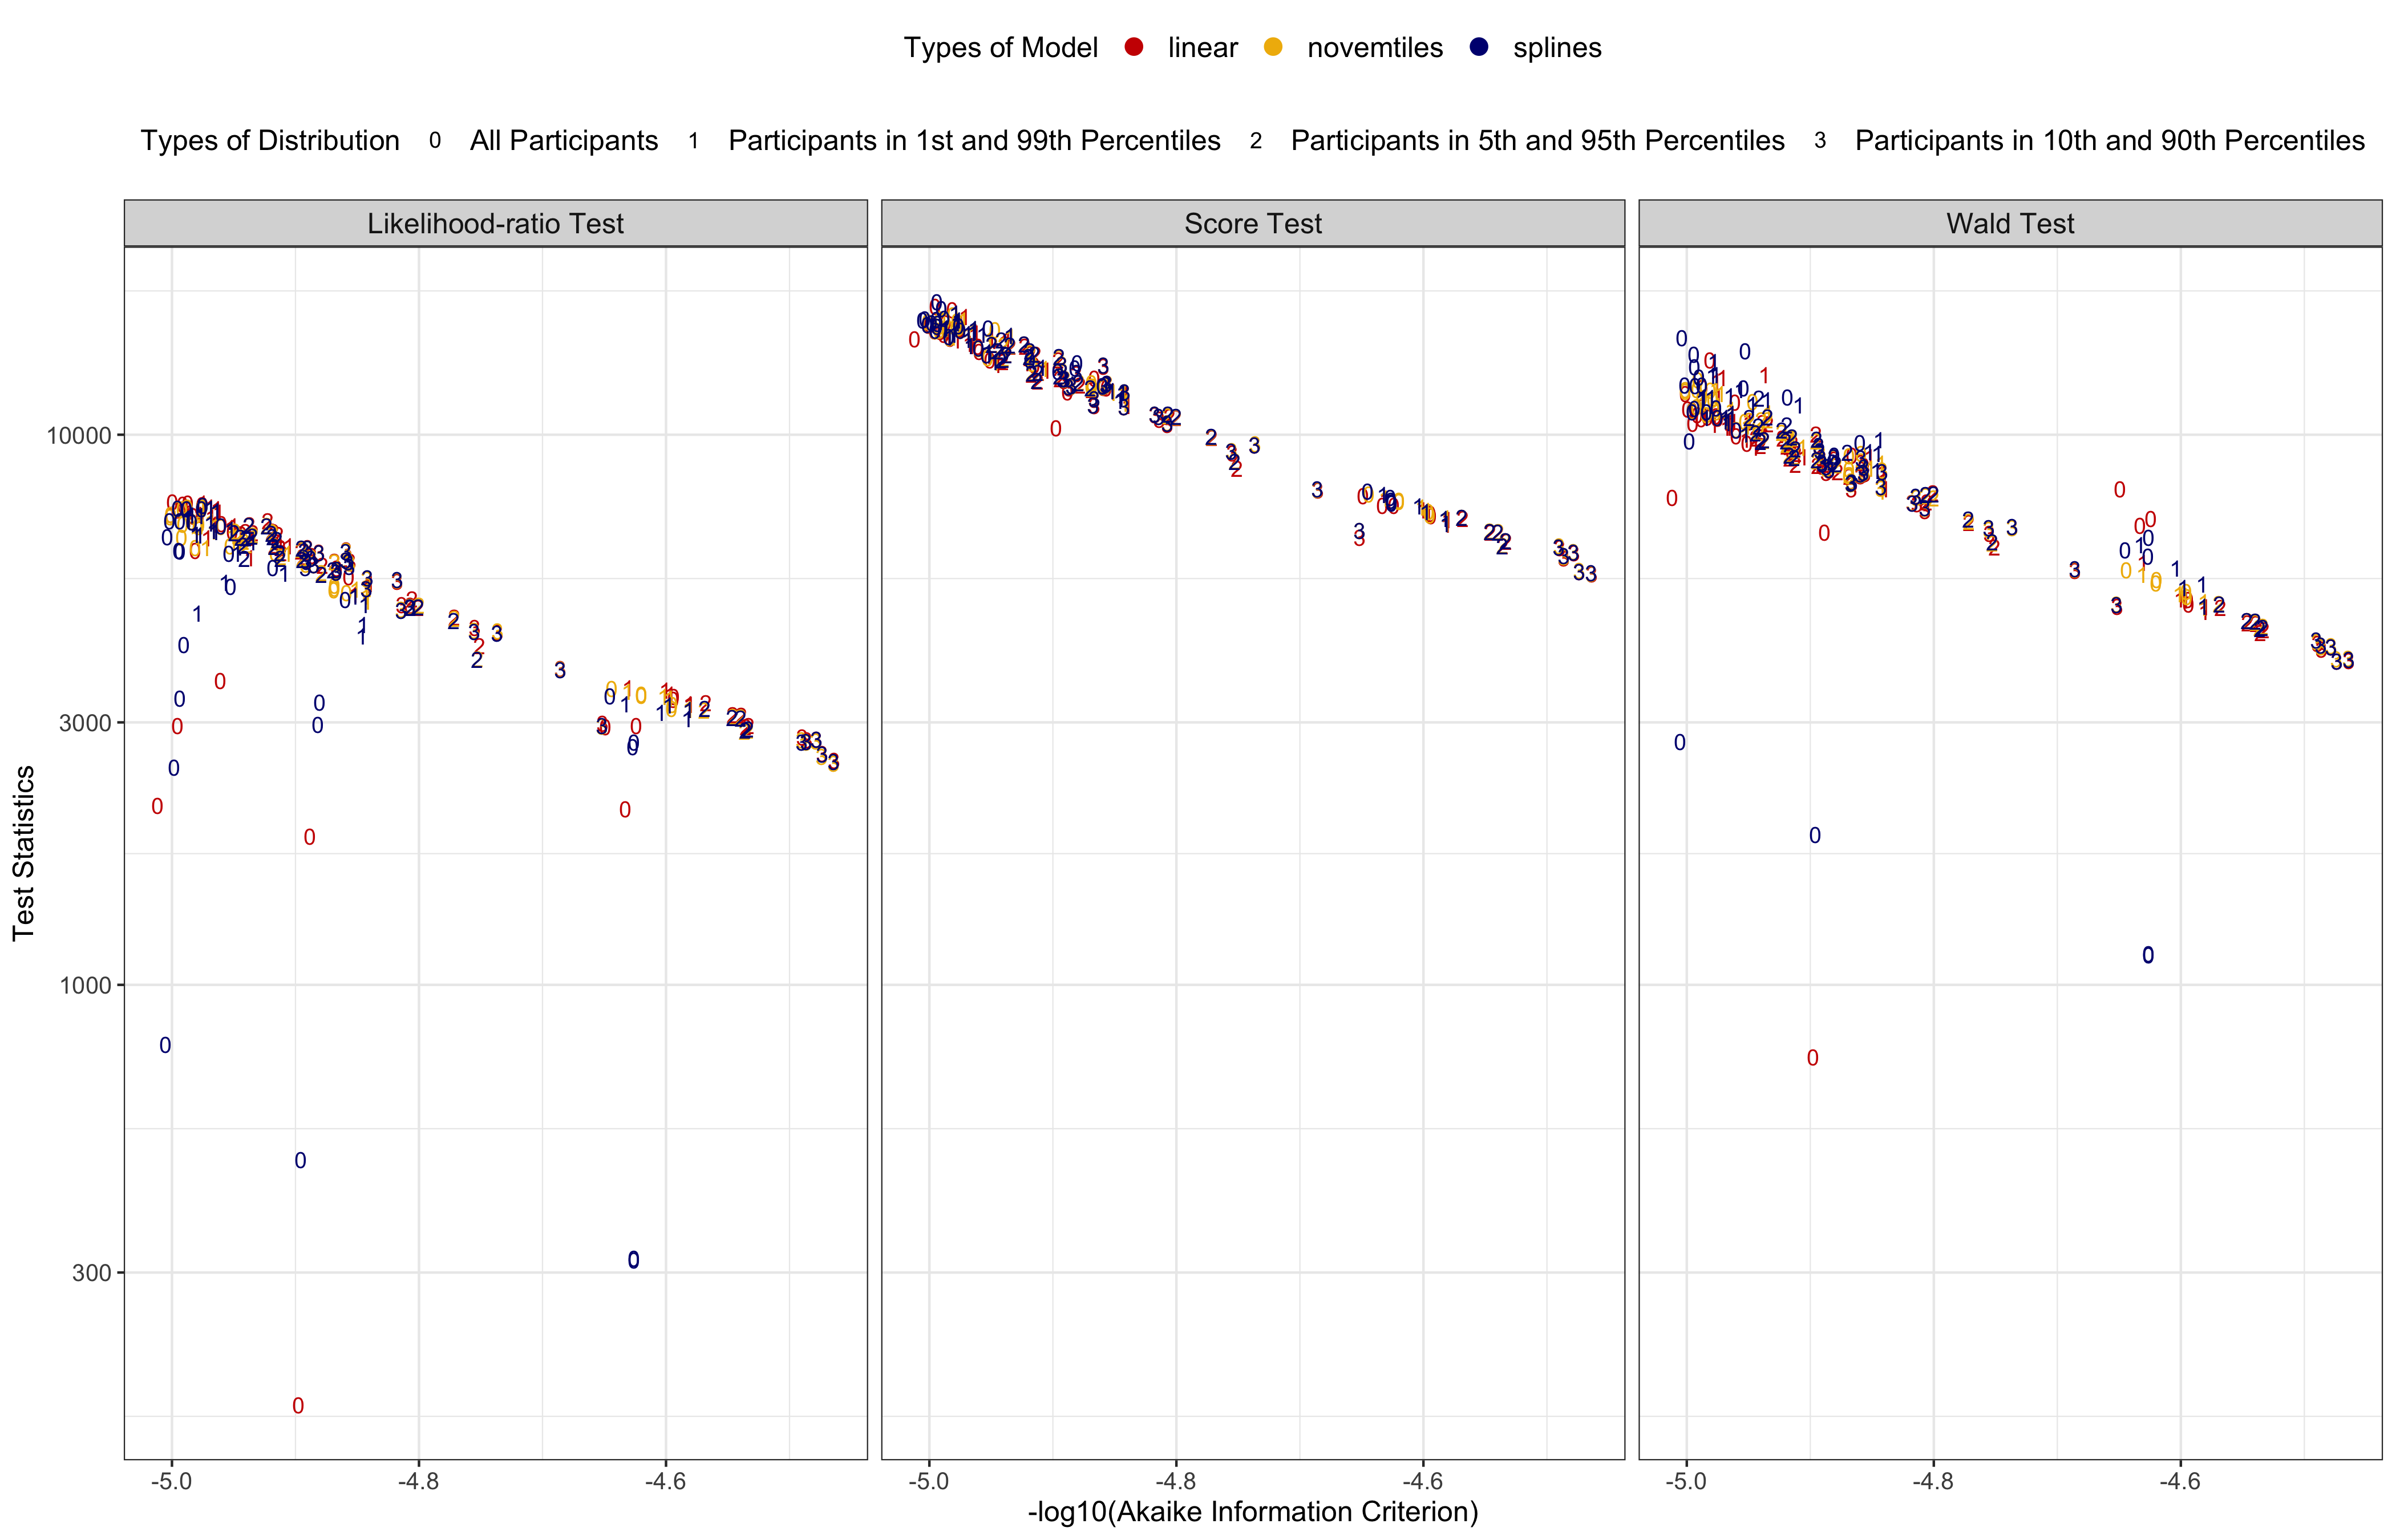 Types of Model linear novemtiles splines
Types of Distribution 0 All Participants 1 Participants in 1st and 99th Percentiles 2 Participants in 5th and 95th Percentiles 3 Participants in 10th and 90th Percentiles
Likelihood-ratio Test Score Test Wald Test
Test Statistics
10000
3000
1000
300
-5.0 -4.8 -4.6 -5.0 -4.8 -4.6 -5.0 -4.8 -4.6
-log10(Akaike Information Criterion)